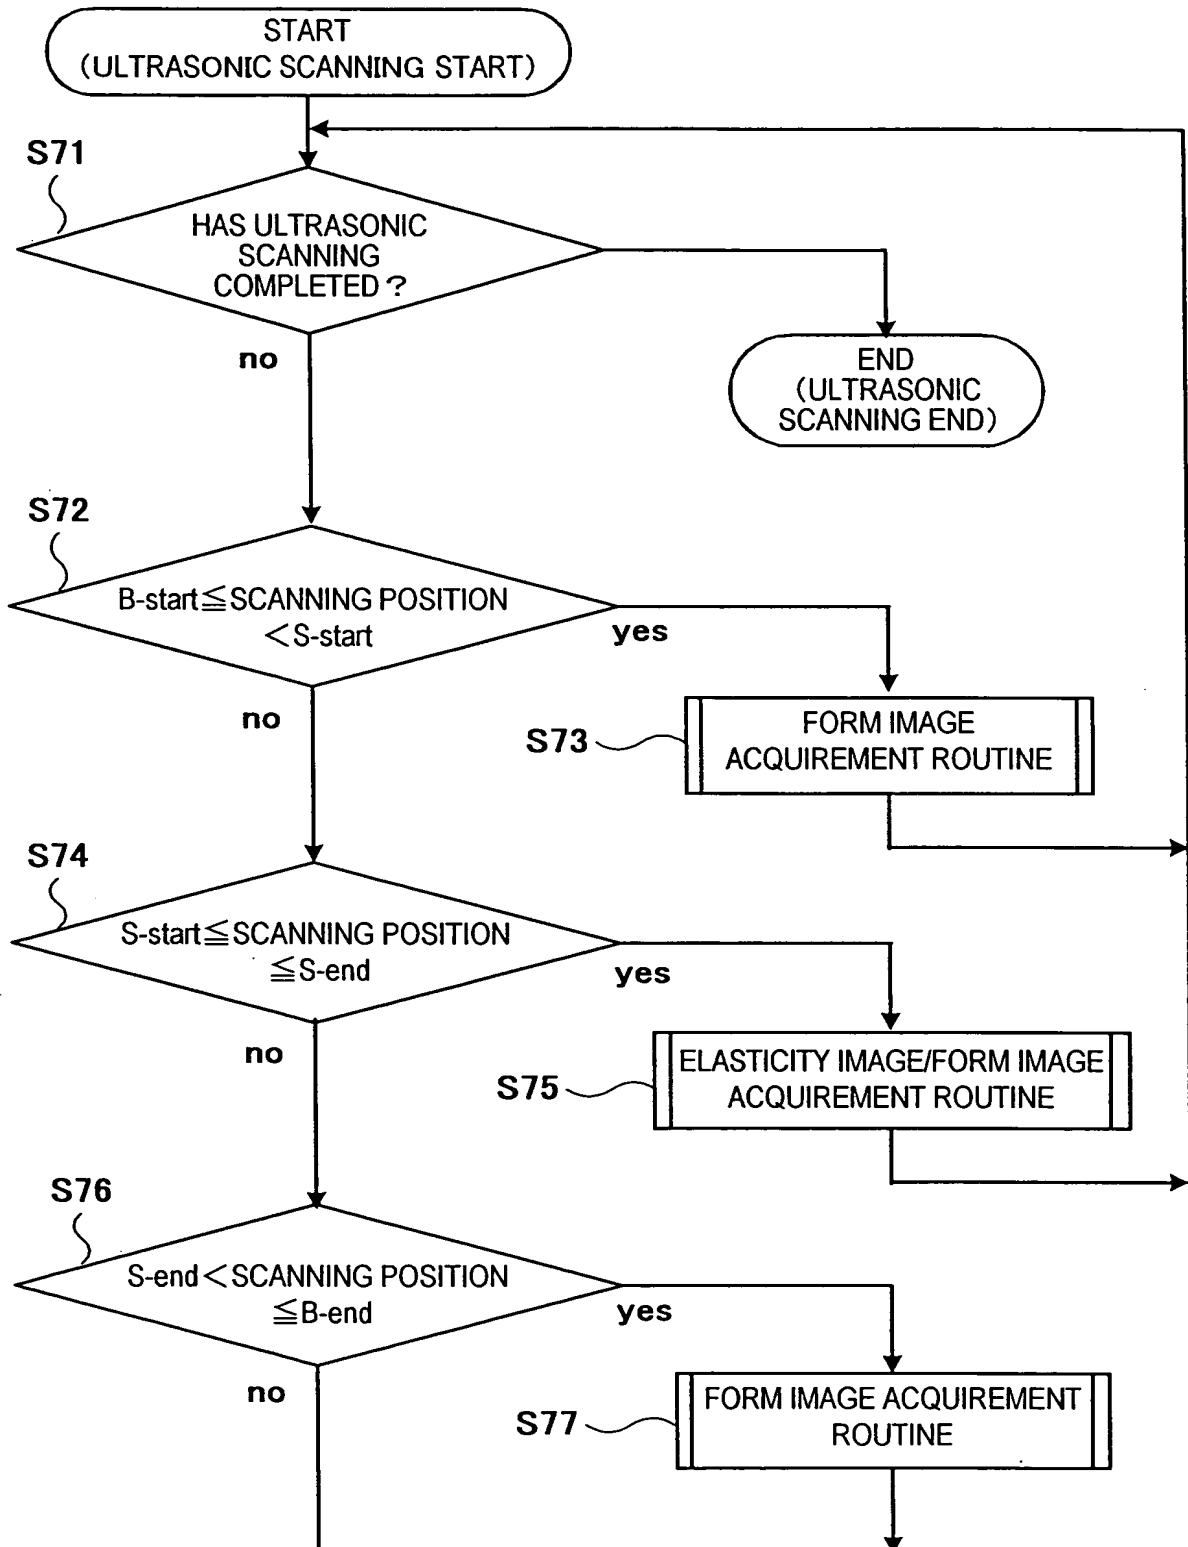 START
(ULTRASONIC SCANNING START)
S71
HAS ULTRASONIC
SCANNING
COMPLETED ?
no
END
(ULTRASONIC
SCANNING END)
S72
B-start≦SCANNING POSITION
<S-start
yes
no
S73
FORM IMAGE
ACQUIREMENT ROUTINE
S74
S-start≦SCANNING POSITION
≦S-end
yes
no
S75
ELASTICITY IMAGE/FORM IMAGE
ACQUIREMENT ROUTINE
S76
S-end<SCANNING POSITION
≦B-end
yes
no
S77
FORM IMAGE ACQUIREMENT
ROUTINE